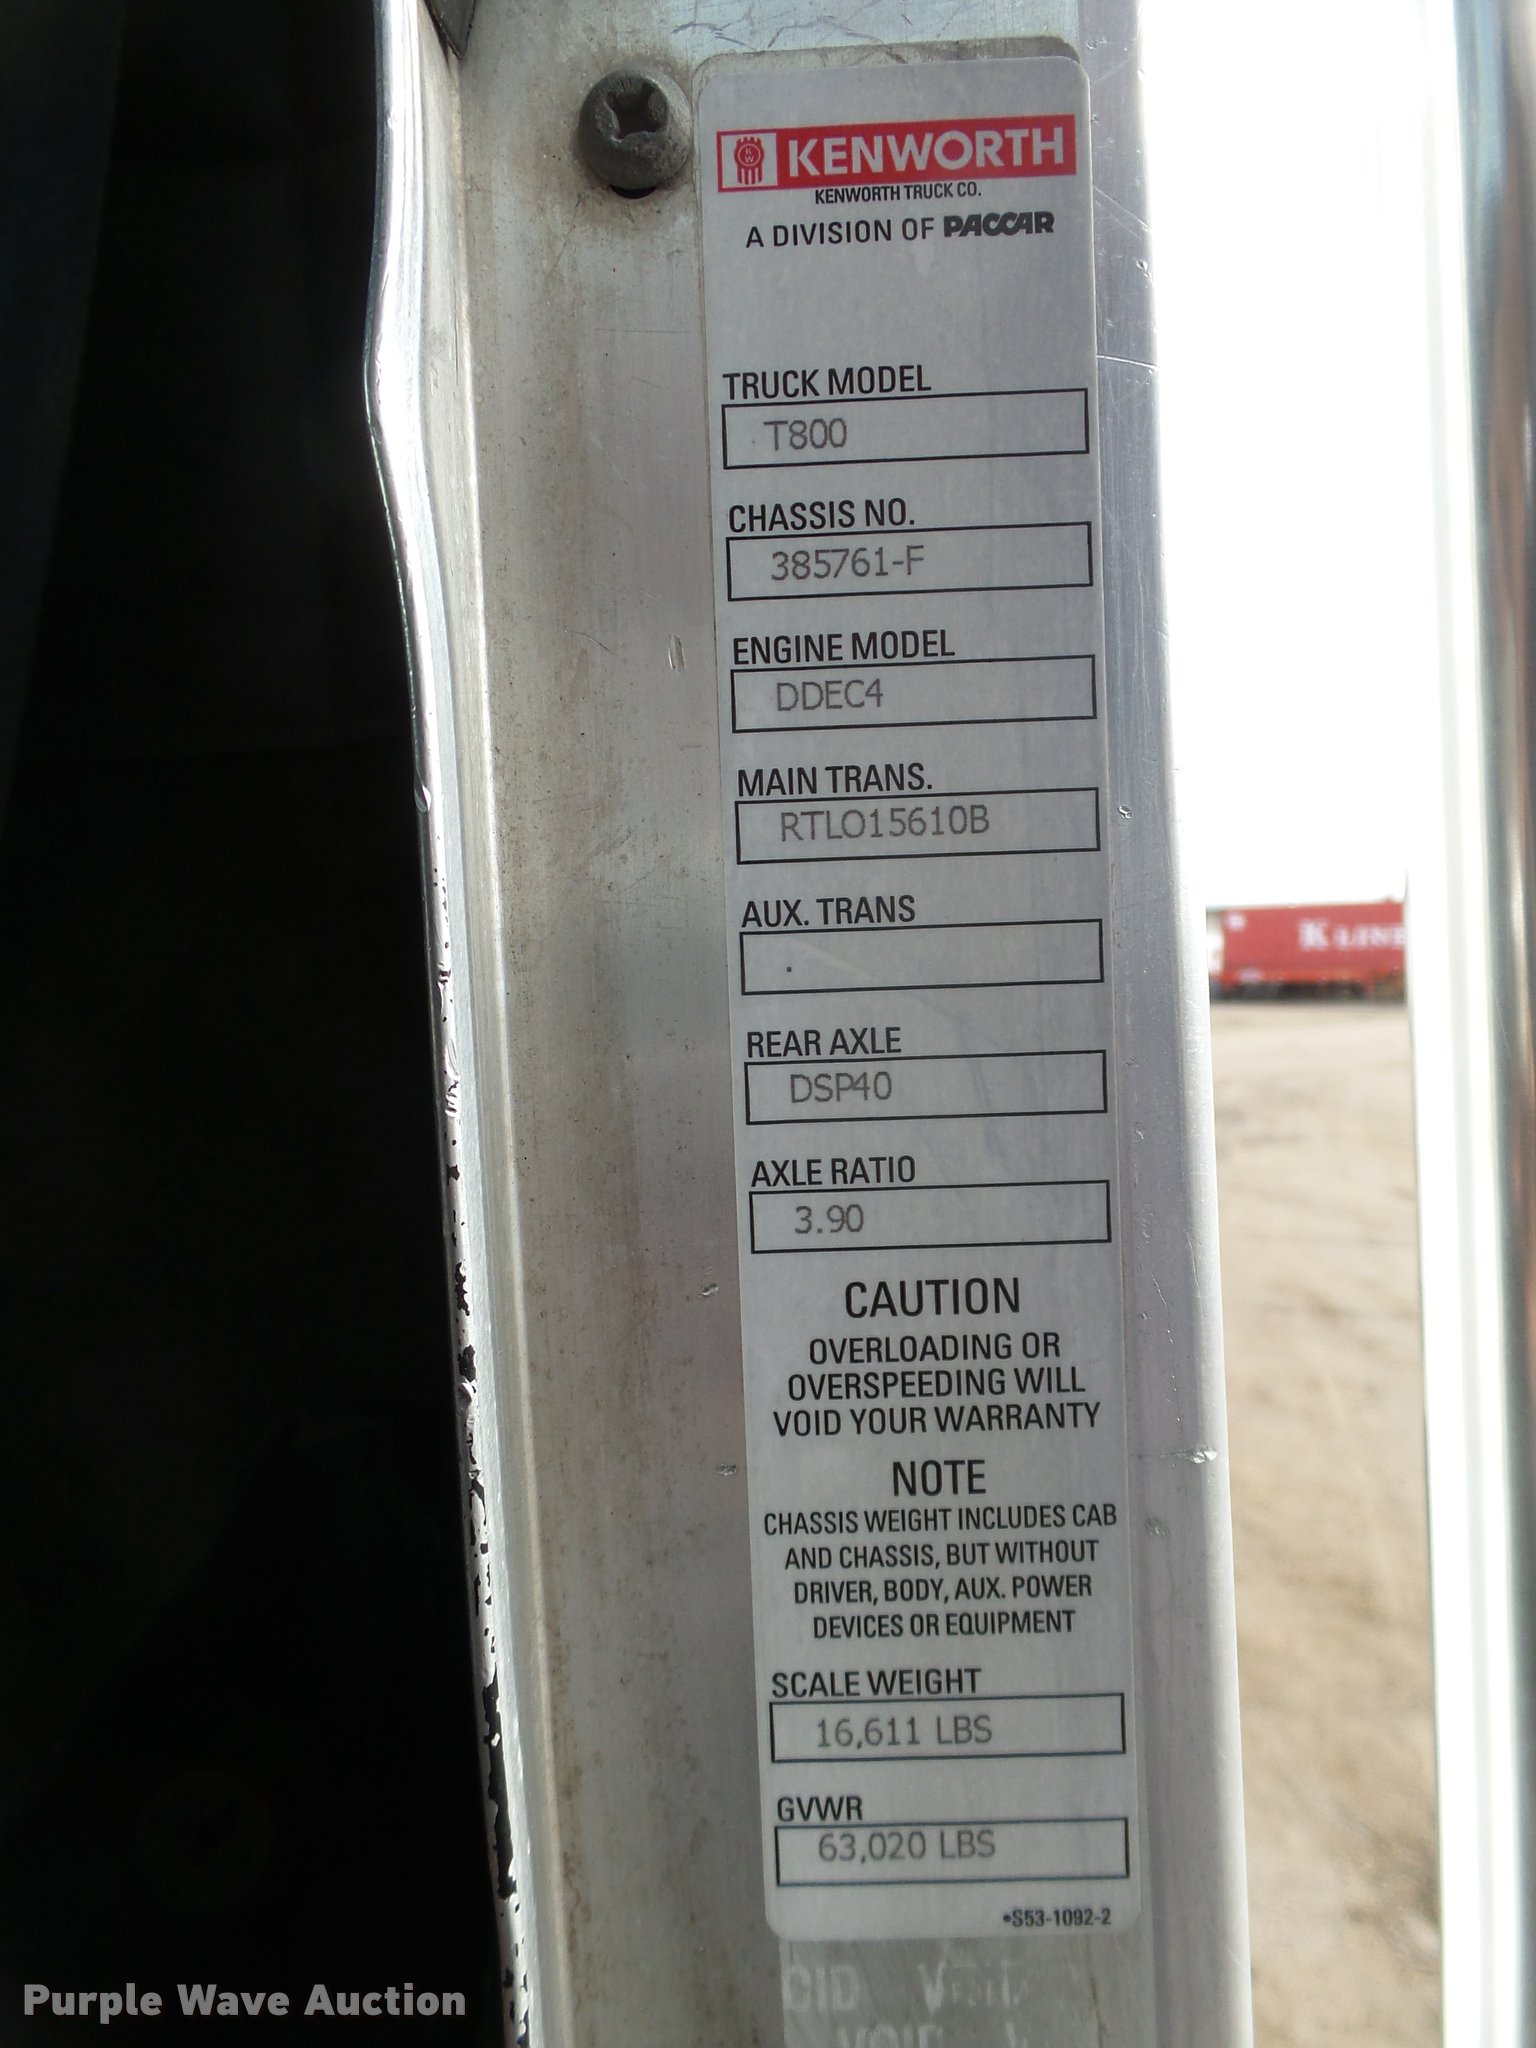 KW KENWORTH
KENWORTH TRUCK CO.
A DIVISION OF PACCAR
TRUCK MODEL
T800
CHASSIS NO.
385761-F
ENGINE MODEL
DDEC4
MAIN TRANS.
RTLO15610B
AUX. TRANS
.
REAR AXLE
DSP40
AXLE RATIO
3.90
CAUTION
OVERLOADING OR
OVERSPEEDING WILL
VOID YOUR WARRANTY
NOTE
CHASSIS WEIGHT INCLUDES CAB
AND CHASSIS, BUT WITHOUT
DRIVER, BODY, AUX. POWER
DEVICES OR EQUIPMENT
SCALE WEIGHT
16,611 LBS
GVWR
63,020 LBS
•S53-1092-2
K LINE
Purple Wave Auction